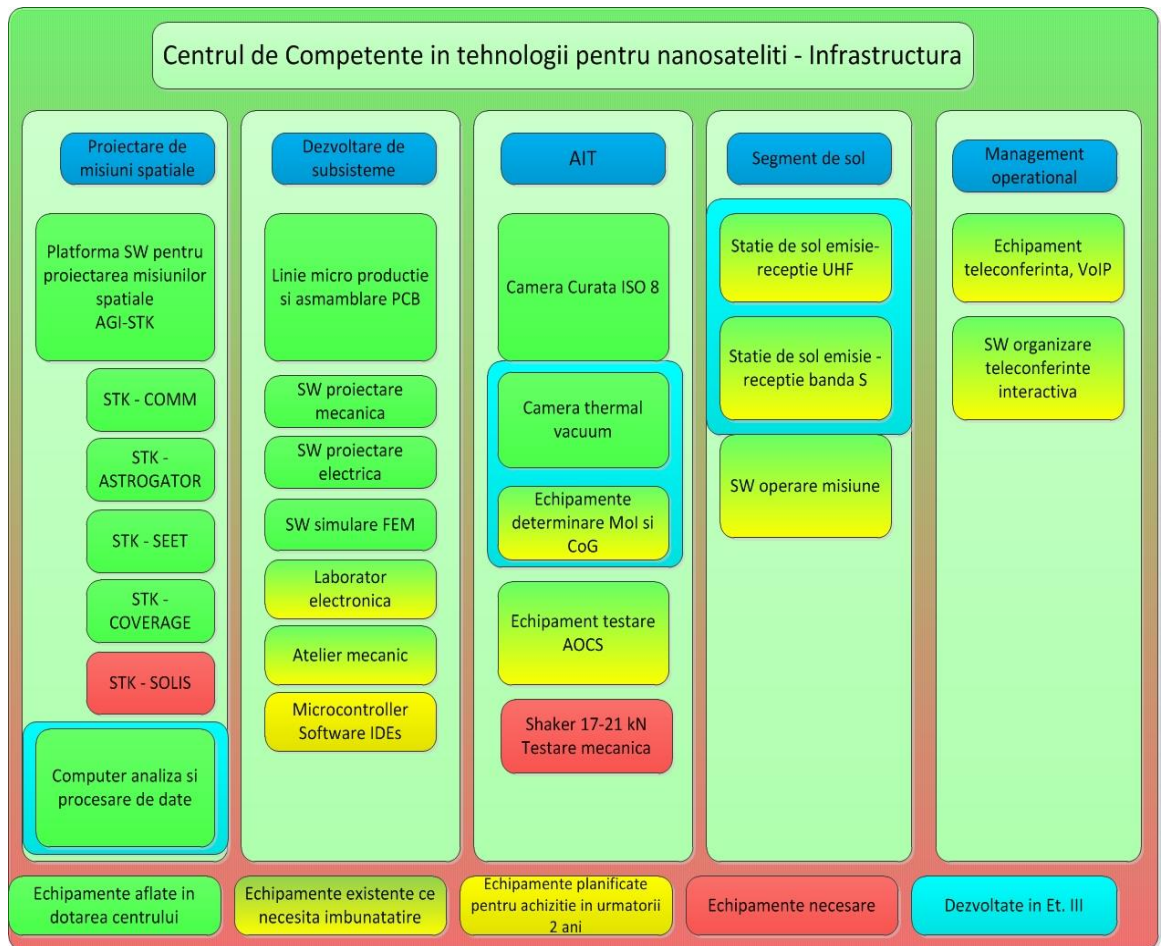 Centrul de Competente in tehnologii pentru nanosateliti - Infrastructura
Proiectare de
misiuni spatiale
Platforma SW pentru
proiectarea misiunilor
spatiale
AGI-STK
STK - COMM
STK -
ASTROGATOR
STK - SEET
STK -
COVERAGE
STK - SOLIS
Computer analiza si
procesare de date
Dezvoltare de
subsisteme
Linie micro productie
si asmamblare PCB
SW proiectare
mecanica
SW proiectare
electrica
SW simulare FEM
Laborator
electronica
Atelier mecanic
Microcontroller
Software IDEs
AIT
Camera Curata ISO 8
Camera thermal
vacuum
Echipamente
determinare MoI si
CoG
Echipament testare
AOCS
Shaker 17-21 kN
Testare mecanica
Segment de sol
Statie de sol emisie-
receptie UHF
Statie de sol emisie -
receptie banda S
SW operare misiune
Management
operational
Echipament
teleconferinta, VoIP
SW organizare
teleconferinte
interactiva
Echipamente aflate in
dotarea centrului
Echipamente existente ce
necesita imbunatatire
Echipamente planificate
pentru achizitie in urmatorii
2 ani
Echipamente necesare
Dezvoltate in Et. III